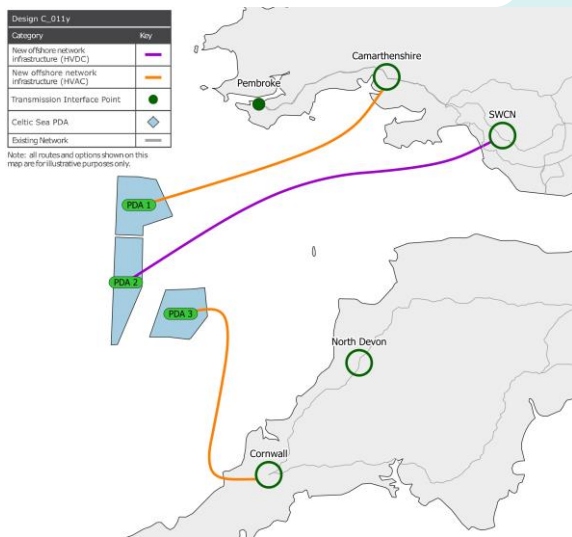 Design C_011y
Category Key
New offshore network
infrastructure (HVDC)
New offshore network
infrastructure (HVAC)
Transmission Interface Point
Celtic Sea PDA
Existing Network
Note: all routes and options shown on this
map are for illustrative purposes only.
Camarthenshire
Pembroke
SWCN
PDA 1
PDA 2
PDA 3
North Devon
Cornwall